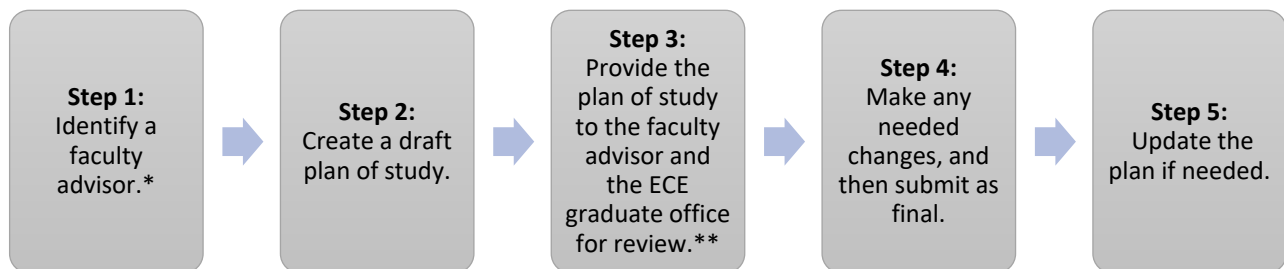 Step 1:
Identify a
faculty
advisor.*
Step 2:
Create a draft
plan of study.
Step 3:
Provide the
plan of study
to the faculty
advisor and
the ECE
graduate office
for review.**
Step 4:
Make any
needed
changes, and
then submit as
final.
Step 5:
Update the
plan if needed.